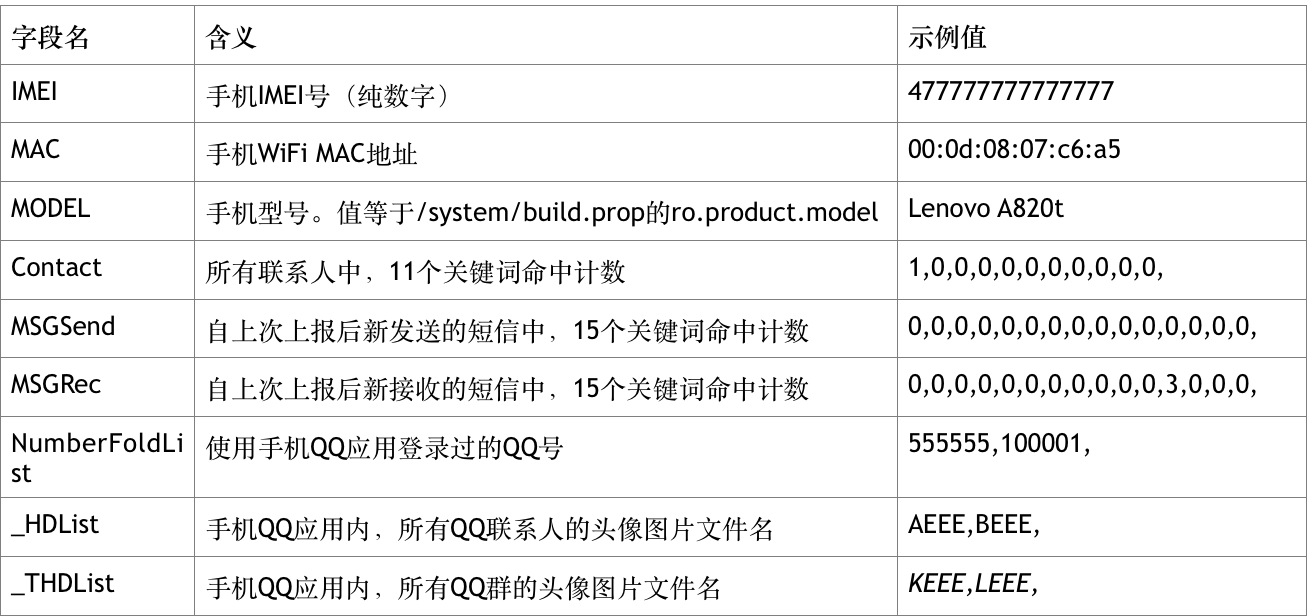 字段名 含义 示例值
IMEI 手机IMEI号（纯数字） 477777777777777
MAC 手机WiFi MAC地址 00:0d:08:07:c6:a5
MODEL 手机型号。值等于/system/build.prop的ro.product.model Lenovo A820t
Contact 所有联系人中，11个关键词命中计数 1,0,0,0,0,0,0,0,0,0,0,
MSGSend 自上次上报后新发送的短信中，15个关键词命中计数 0,0,0,0,0,0,0,0,0,0,0,0,0,0,0,
MSGRec 自上次上报后新接收的短信中，15个关键词命中计数 0,0,0,0,0,0,0,0,0,0,0,3,0,0,0,
NumberFoldLi 使用手机QQ应用登录过的QQ号 555555,100001,
st
_HDList 手机QQ应用内，所有QQ联系人的头像图片文件名 AEEE,BEEE,
_THDList 手机QQ应用内，所有QQ群的头像图片文件名 KEEE,LEEE,